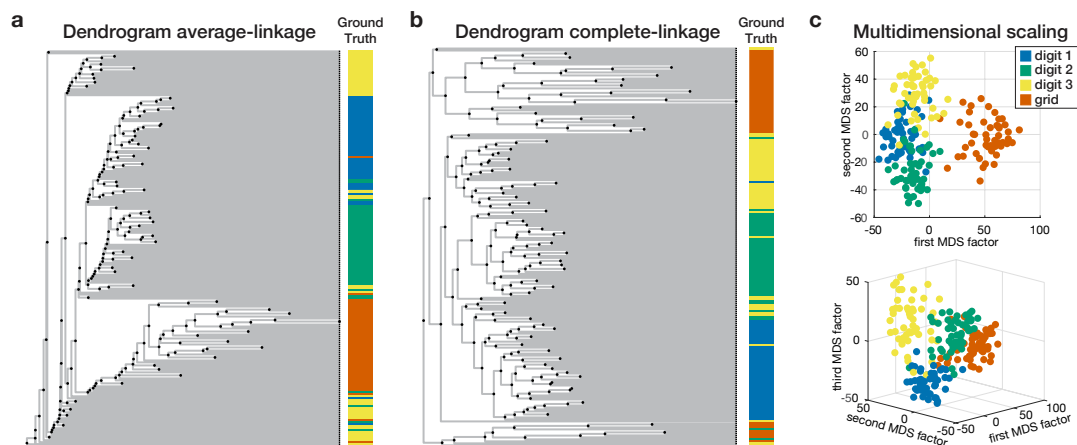 a
Dendrogram average-linkage
Ground
Truth
b
Dendrogram complete-linkage
Ground
Truth
c
Multidimensional scaling
digit 1
digit 2
digit 3
grid
60
40
20
0
-20
-40
-60
second MDS factor
-50
0
50
100
first MDS factor
50
0
-50
third MDS factor
50
0
-50
second MDS factor
-50
0
50
100
first MDS factor